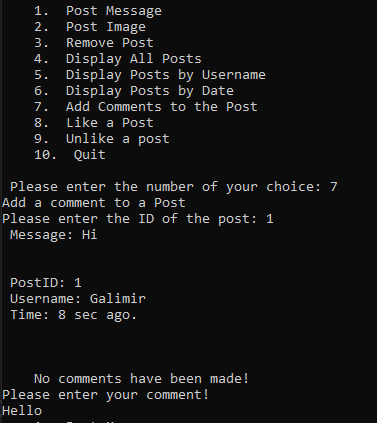 1. Post Message
2. Post Image
3. Remove Post
4. Display All Posts
5. Display Posts by Username
6. Display Posts by Date
7. Add Comments to the Post
8. Like a Post
9. Unlike a post
10. Quit
Please enter the number of your choice: 7
Add a comment to a Post
Please enter the ID of the post: 1
Message: Hi
PostID: 1
Username: Galimir
Time: 8 sec ago.
No comments have been made!
Please enter your comment!
Hello